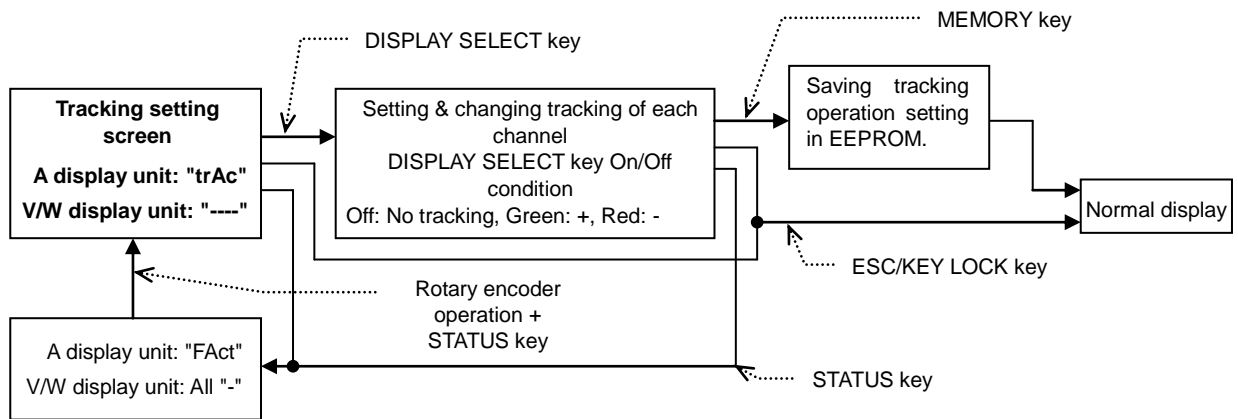 MEMORY key
DISPLAY SELECT key
Tracking setting
screen
A display unit: "trAc"
V/W display unit: "----"
Setting & changing tracking of each
channel
DISPLAY SELECT key On/Off
condition
Off: No tracking, Green: +, Red: -
Saving tracking
operation setting
in EEPROM.
Normal display
ESC/KEY LOCK key
Rotary encoder
operation +
STATUS key
A display unit: "FAct"
V/W display unit: All "-"
STATUS key